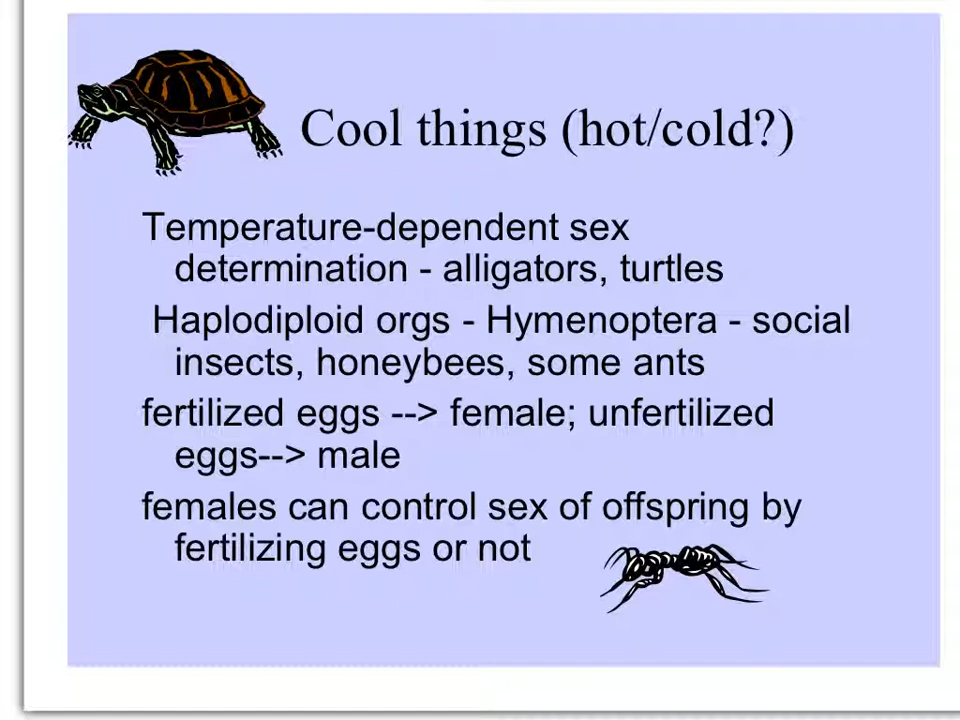 Cool things (hot/cold?)
Temperature-dependent sex
determination - alligators, turtles
Haplodiploid orgs - Hymenoptera - social
insects, honeybees, some ants
fertilized eggs --> female; unfertilized
eggs--> male
females can control sex of offspring by
fertilizing eggs or not